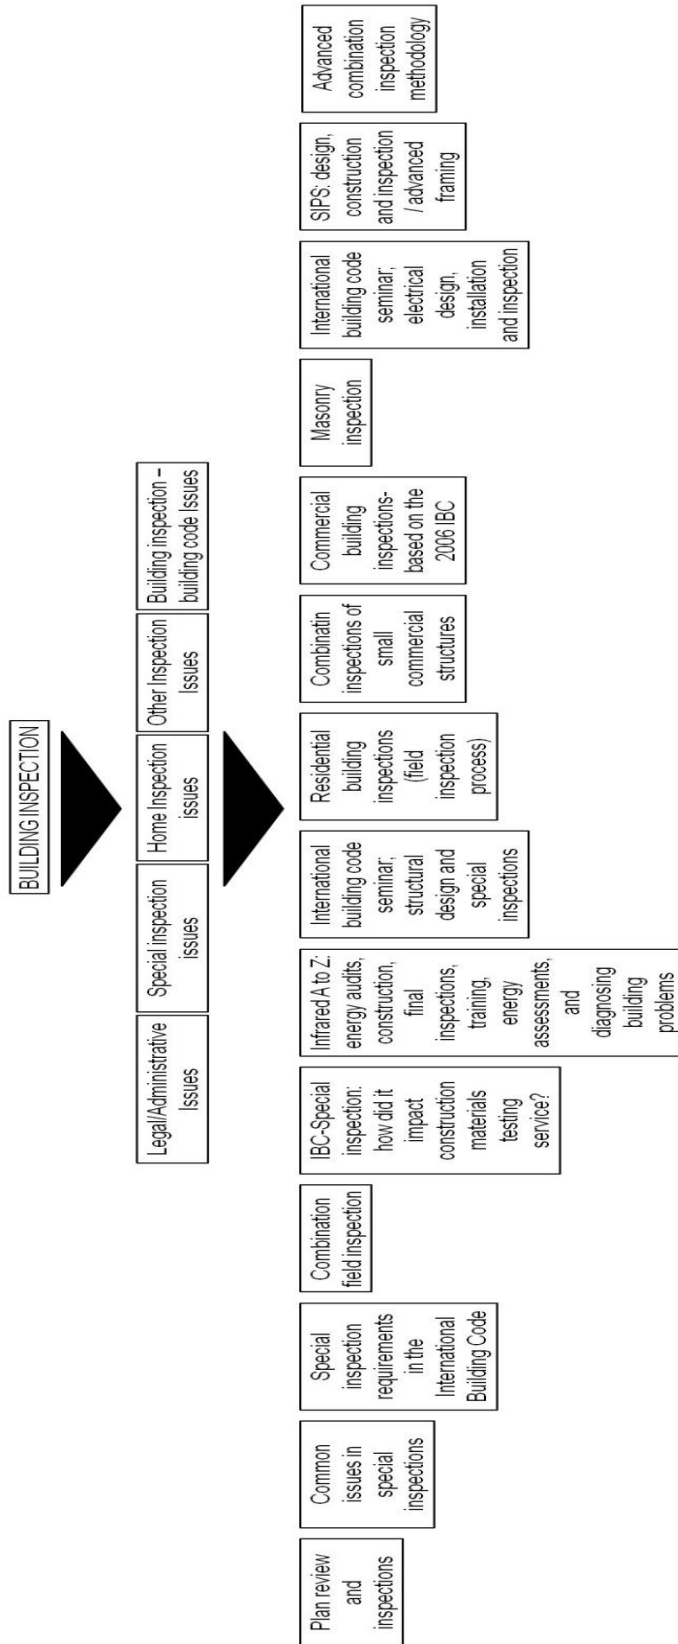 BUILDING INSPECTION
Legal/Administrative
Issues
Special inspection
issues
Home Inspection
issues
Other Inspection
Issues
Building inspection –
building code Issues
Plan review
and
inspections
Common
issues in
special
inspections
Special
inspection
requirements
in the
International
Building Code
Combination
field inspection
IBC-Special
inspection:
how did it
impact
construction
materials
testing
service?
Infrared A to Z:
energy audits,
construction,
final
inspections,
training,
energy
assessments,
and
diagnosing
building
problems
International
building code
seminar;
structural
design and
special
inspections
Residential
building
inspections
(field
inspection
process)
Combinatin
inspections of
small
commercial
structures
Commercial
building
inspections-
based on the
2006 IBC
Masonry
inspection
International
building code
seminar;
electrical
design,
installation
and inspection
SIPS: design,
construction
and inspection
/ advanced
framing
Advanced
combination
inspection
methodology